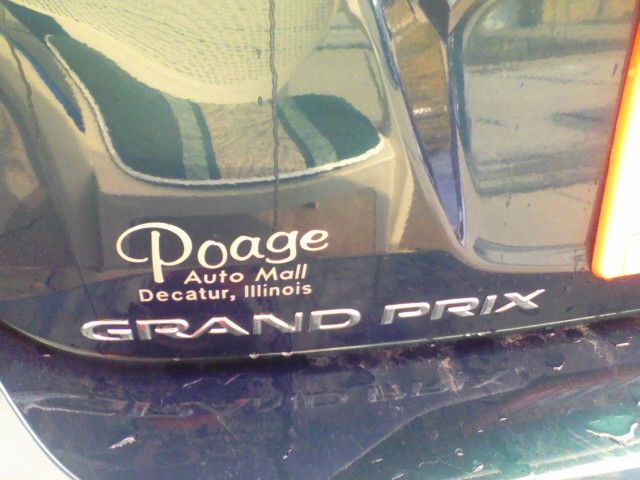 Poage
Auto Mall
Decatur, Illinois
GRAND PRIX